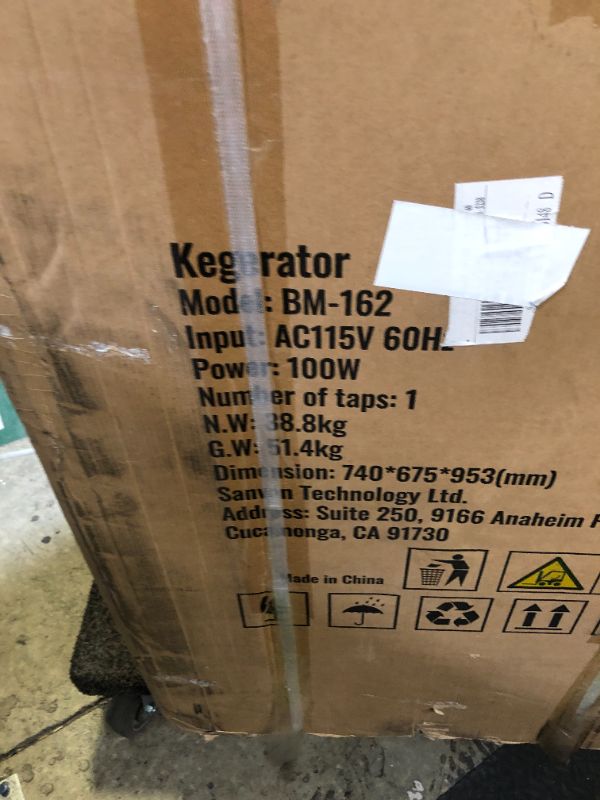 Kegerator
Model: BM-162
Input: AC115V 60Hz
Power: 100W
Number of taps: 1
N.W: 38.8kg
G.W: 51.4kg
Dimension: 740*675*953(mm)
Technology Ltd.
Address: Suite 250, 9166 Anaheim
Cucamonga, CA 91730
Made in China